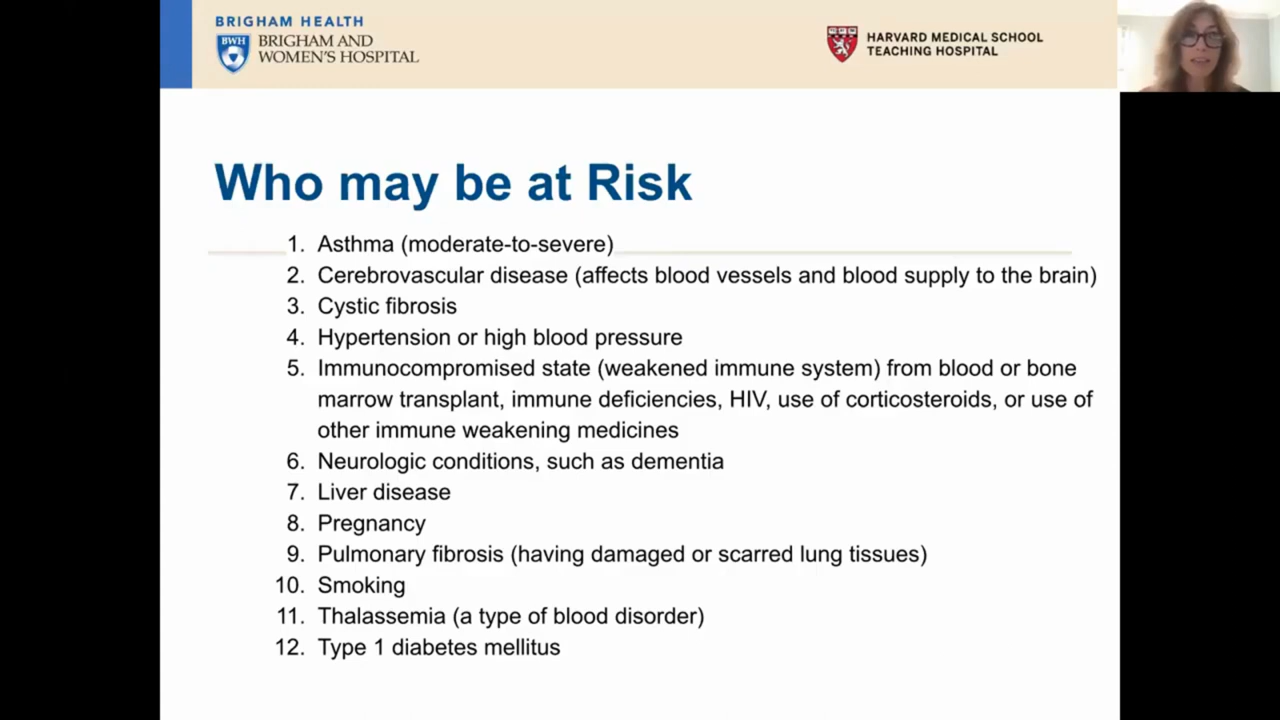 BRIGHAM HEALTH
BWH
BRIGHAM AND
WOMEN'S HOSPITAL
HARVARD MEDICAL SCHOOL
TEACHING HOSPITAL
Who may be at Risk
1. Asthma (moderate-to-severe)
2. Cerebrovascular disease (affects blood vessels and blood supply to the brain)
3. Cystic fibrosis
4. Hypertension or high blood pressure
5. Immunocompromised state (weakened immune system) from blood or bone
marrow transplant, immune deficiencies, HIV, use of corticosteroids, or use of
other immune weakening medicines
6. Neurologic conditions, such as dementia
7. Liver disease
8. Pregnancy
9. Pulmonary fibrosis (having damaged or scarred lung tissues)
10. Smoking
11. Thalassemia (a type of blood disorder)
12. Type 1 diabetes mellitus